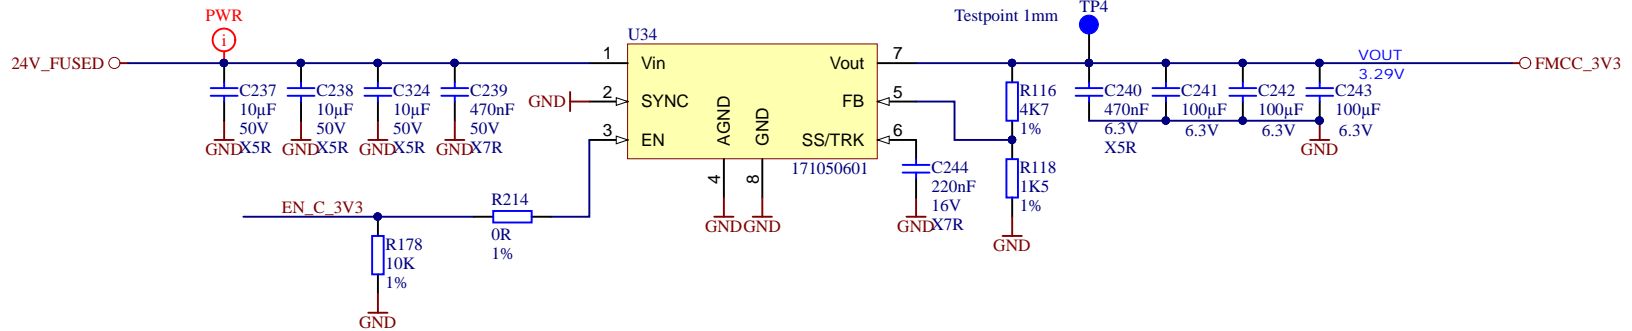 PWR
i
24V_FUSED
C237
10µF
50V
X5R
GND
C238
10µF
50V
X5R
GND
C324
10µF
50V
X5R
GND
C239
470nF
50V
X7R
GND
U34
1
Vin
GND
2
SYNC
3
EN
AGND
4
GND
GND
8
GND
Vout
7
FB
5
SS/TRK
6
171050601
EN_C_3V3
R214
0R
1%
R178
10K
1%
GND
C244
220nF
16V
X7R
GND
Testpoint 1mm
TP4
R116
4K7
1%
R118
1K5
1%
GND
C240
470nF
6.3V
X5R
C241
100µF
6.3V
C242
100µF
6.3V
C243
100µF
6.3V
GND
VOUT
3.29V
FMCC_3V3